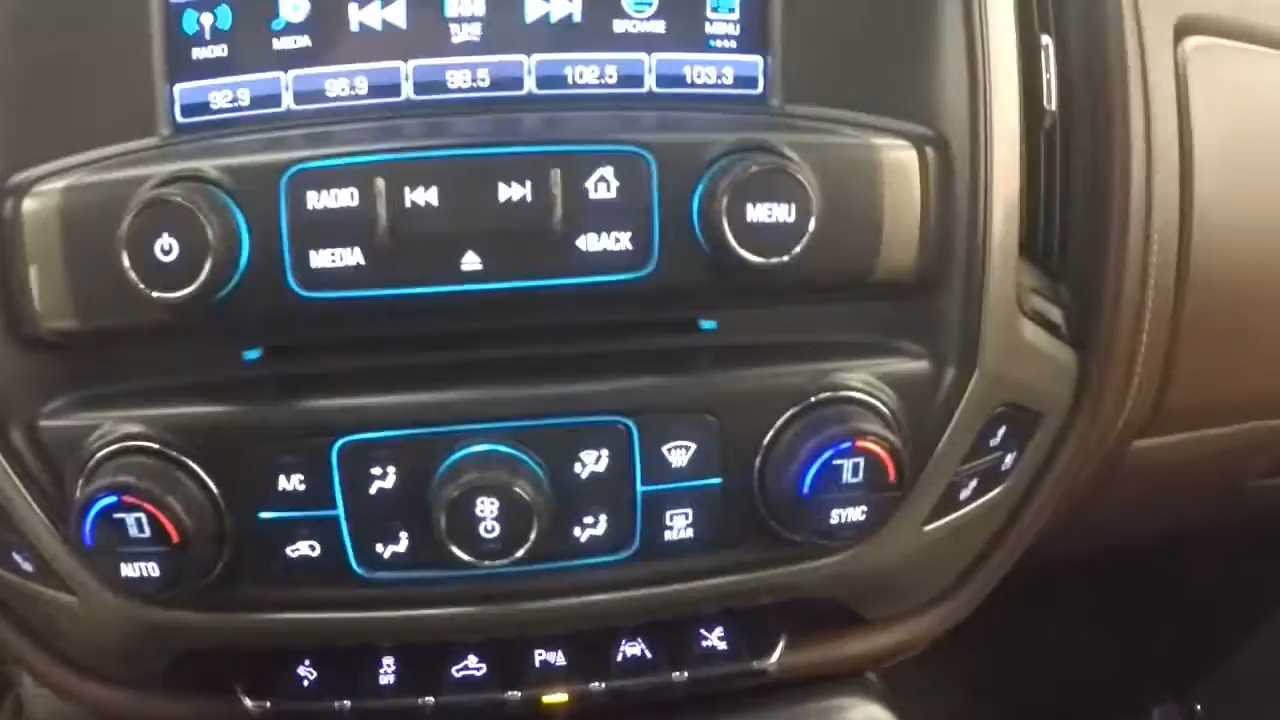 RADIO MEDIA TUNE BROWSE MENU
92.9 96.9 98.5 102.5 103.3
RADIO
MENU
MEDIA BACK
A/C
70
AUTO
REAR
70
SYNC
OFF
P